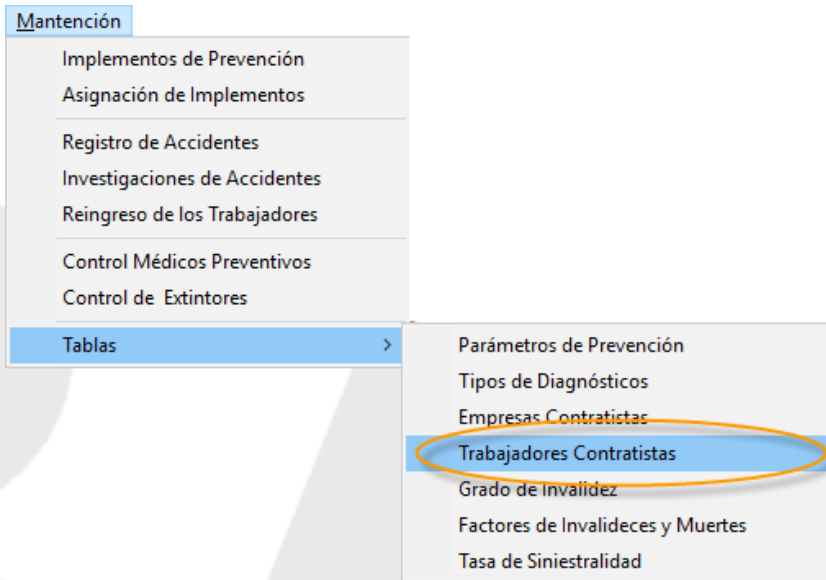 Mantención
Implementos de Prevención
Asignación de Implementos
Registro de Accidentes
Investigaciones de Accidentes
Reingreso de los Trabajadores
Control Médicos Preventivos
Control de Extintores
Tablas
Parámetros de Prevención
Tipos de Diagnósticos
Empresas Contratistas
Trabajadores Contratistas
Grado de Invalidez
Factores de Invalideces y Muertes
Tasa de Siniestralidad